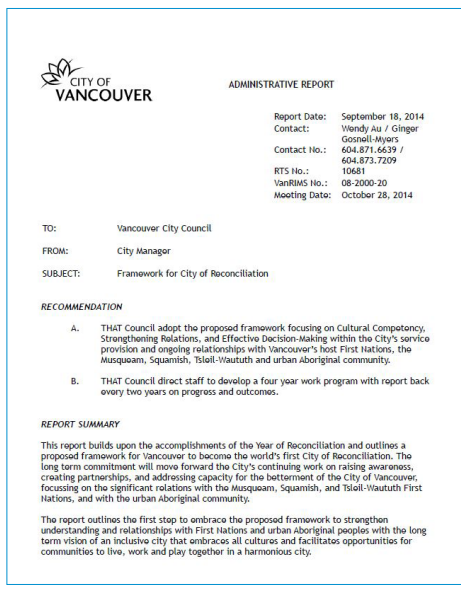 CITY OF
VANCOUVER
ADMINISTRATIVE REPORT
Report Date: September 18, 2014
Contact: Wendy Au / Ginger
Gosnell-Myers
Contact No.: 604.871.6639 /
604.873.7209
RTS No.: 10681
VanRIMS No.: 08-2000-20
Meeting Date: October 28, 2014
TO: Vancouver City Council
FROM: City Manager
SUBJECT: Framework for City of Reconciliation
RECOMMENDATION
A. THAT Council adopt the proposed framework focusing on Cultural Competency,
Strengthening Relations, and Effective Decision-Making within the City's service
provision and ongoing relationships with Vancouver's host First Nations, the
Musqueam, Squamish, Tsleil-Waututh and urban Aboriginal community.
B. THAT Council direct staff to develop a four year work program with report back
every two years on progress and outcomes.
REPORT SUMMARY
This report builds upon the accomplishments of the Year of Reconciliation and outlines a
proposed framework for Vancouver to become the world's first City of Reconciliation. The
long term commitment will move forward the City's continuing work on raising awareness,
creating partnerships, and addressing capacity for the betterment of the City of Vancouver,
focussing on the significant relations with the Musqueam, Squamish, and Tsleil-Waututh First
Nations, and with the urban Aboriginal community.
The report outlines the first step to embrace the proposed framework to strengthen
understanding and relationships with First Nations and urban Aboriginal peoples with the long
term vision of an inclusive city that embraces all cultures and facilitates opportunities for
communities to live, work and play together in a harmonious city.